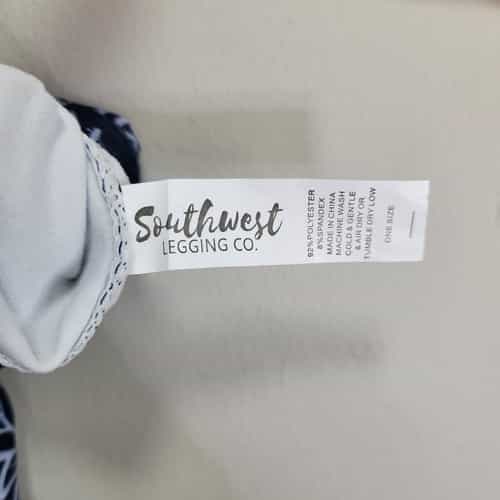 Southwest
LEGGING CO.
92%POLYESTER
8%SPANDEX
MADE IN CHINA
MACHINE WASH
COLD & GENTLE
& AIR DRY OR
TUMBLE DRY LOW
ONE SIZE